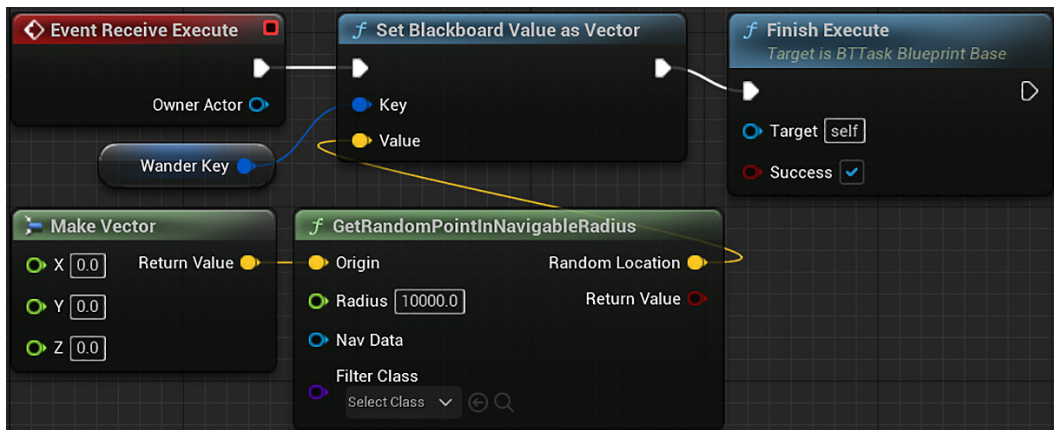 Event Receive Execute
Owner Actor
Wander Key
f Set Blackboard Value as Vector
Key
Value
f Finish Execute
Target is BTTask Blueprint Base
Target self
Success
Make Vector
X 0.0 Return Value
Y 0.0
Z 0.0
f GetRandomPointInNavigableRadius
Origin Random Location
Radius 10000.0 Return Value
Nav Data
Filter Class
Select Class